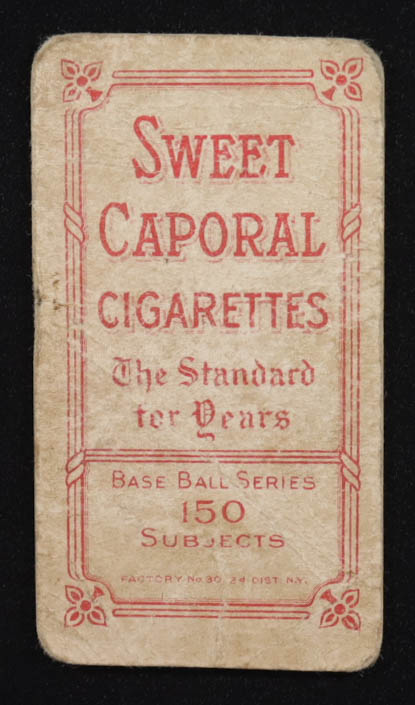 SWEET
CAPORAL
CIGARETTES
The Standard
for Years
BASE BALL SERIES
150
SUBJECTS
FACTORY No. 30, 2d DIST. N.Y.